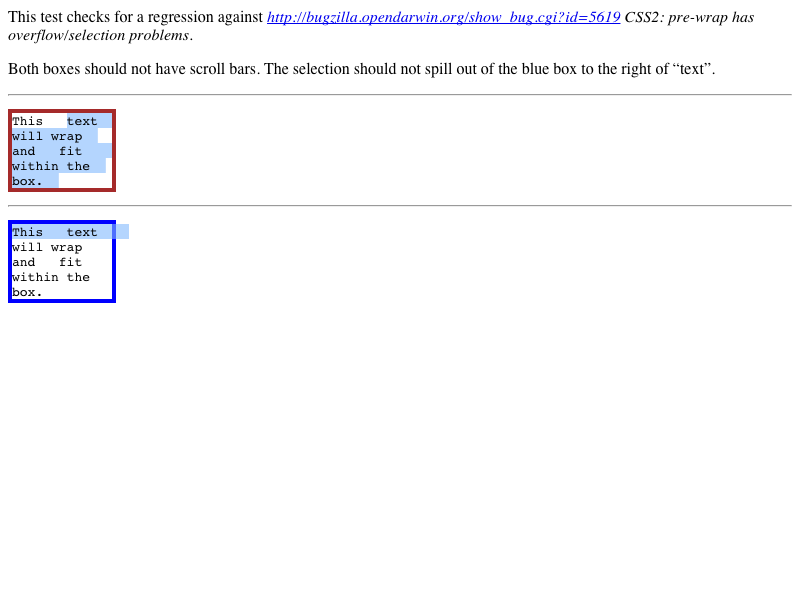 This test checks for a regression against http://bugzilla.opendarwin.org/show_bug.cgi?id=5619 CSS2: pre-wrap has
overflow/selection problems.
Both boxes should not have scroll bars. The selection should not spill out of the blue box to the right of “text”.
This   text
will wrap
and   fit
within the
box.
This   text
will wrap
and   fit
within the
box.